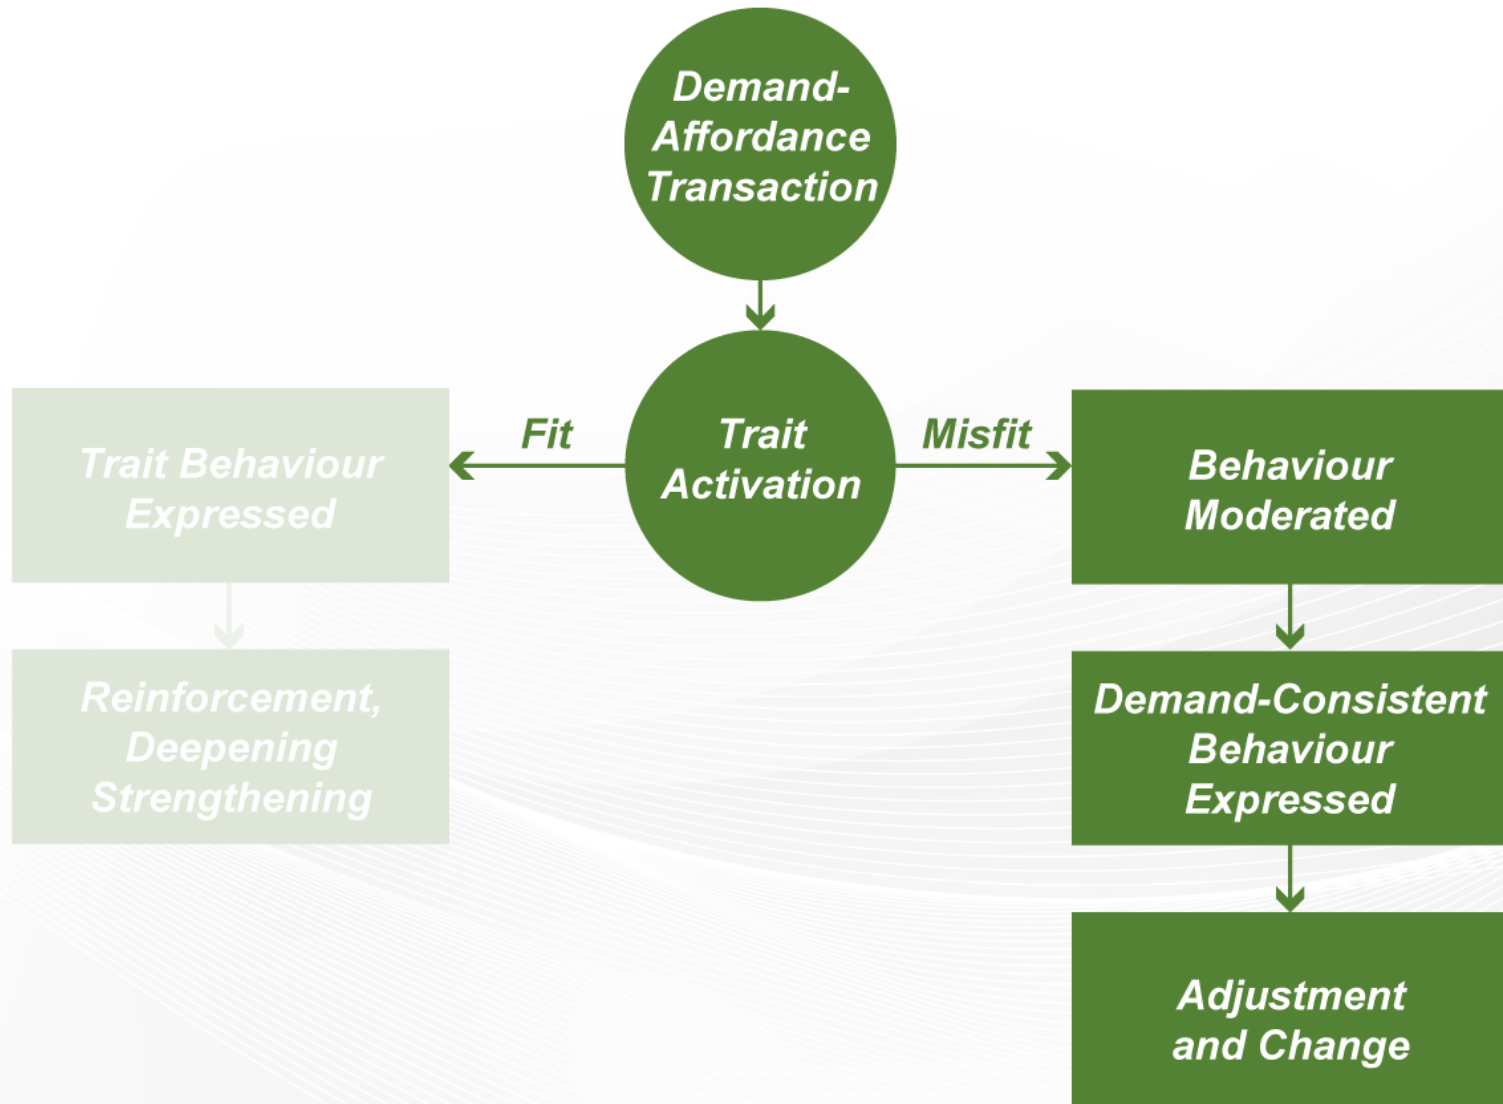 Demand-
Affordance
Transaction
Fit
Trait
Activation
Misfit
Trait Behaviour
Expressed
Behaviour
Moderated
Reinforcement,
Deepening
Strengthening
Demand-Consistent
Behaviour
Expressed
Adjustment
and Change